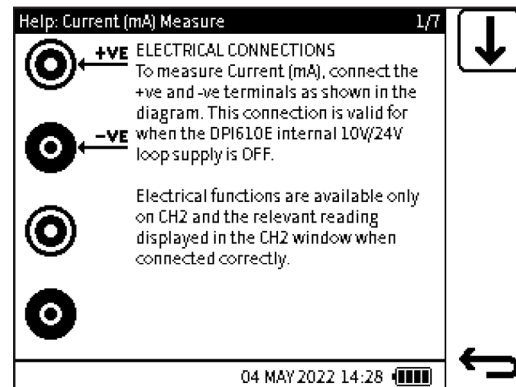 Help: Current (mA) Measure 1/7
+VE
ELECTRICAL CONNECTIONS
To measure Current (mA), connect the
+ve and -ve terminals as shown in the
diagram. This connection is valid for
-VE
when the DPI610E internal 10V/24V
loop supply is OFF.
Electrical functions are available only
on CH2 and the relevant reading
displayed in the CH2 window when
connected correctly.
04 MAY 2022 14:28